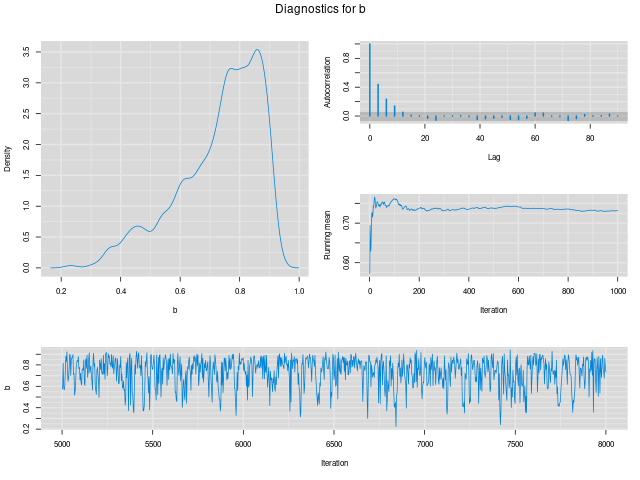 Diagnostics for b
Density
3.5
3.0
2.5
2.0
1.5
1.0
0.5
0.0
0.2 0.4 0.6 0.8 1.0
b
Autocorrelation
0.8
0.4
0.0
0 20 40 60 80
Lag
Running mean
0.70
0.60
0 200 400 600 800 1000
Iteration
b
0.8
0.6
0.4
0.2
5000 5500 6000 6500 7000 7500 8000
Iteration